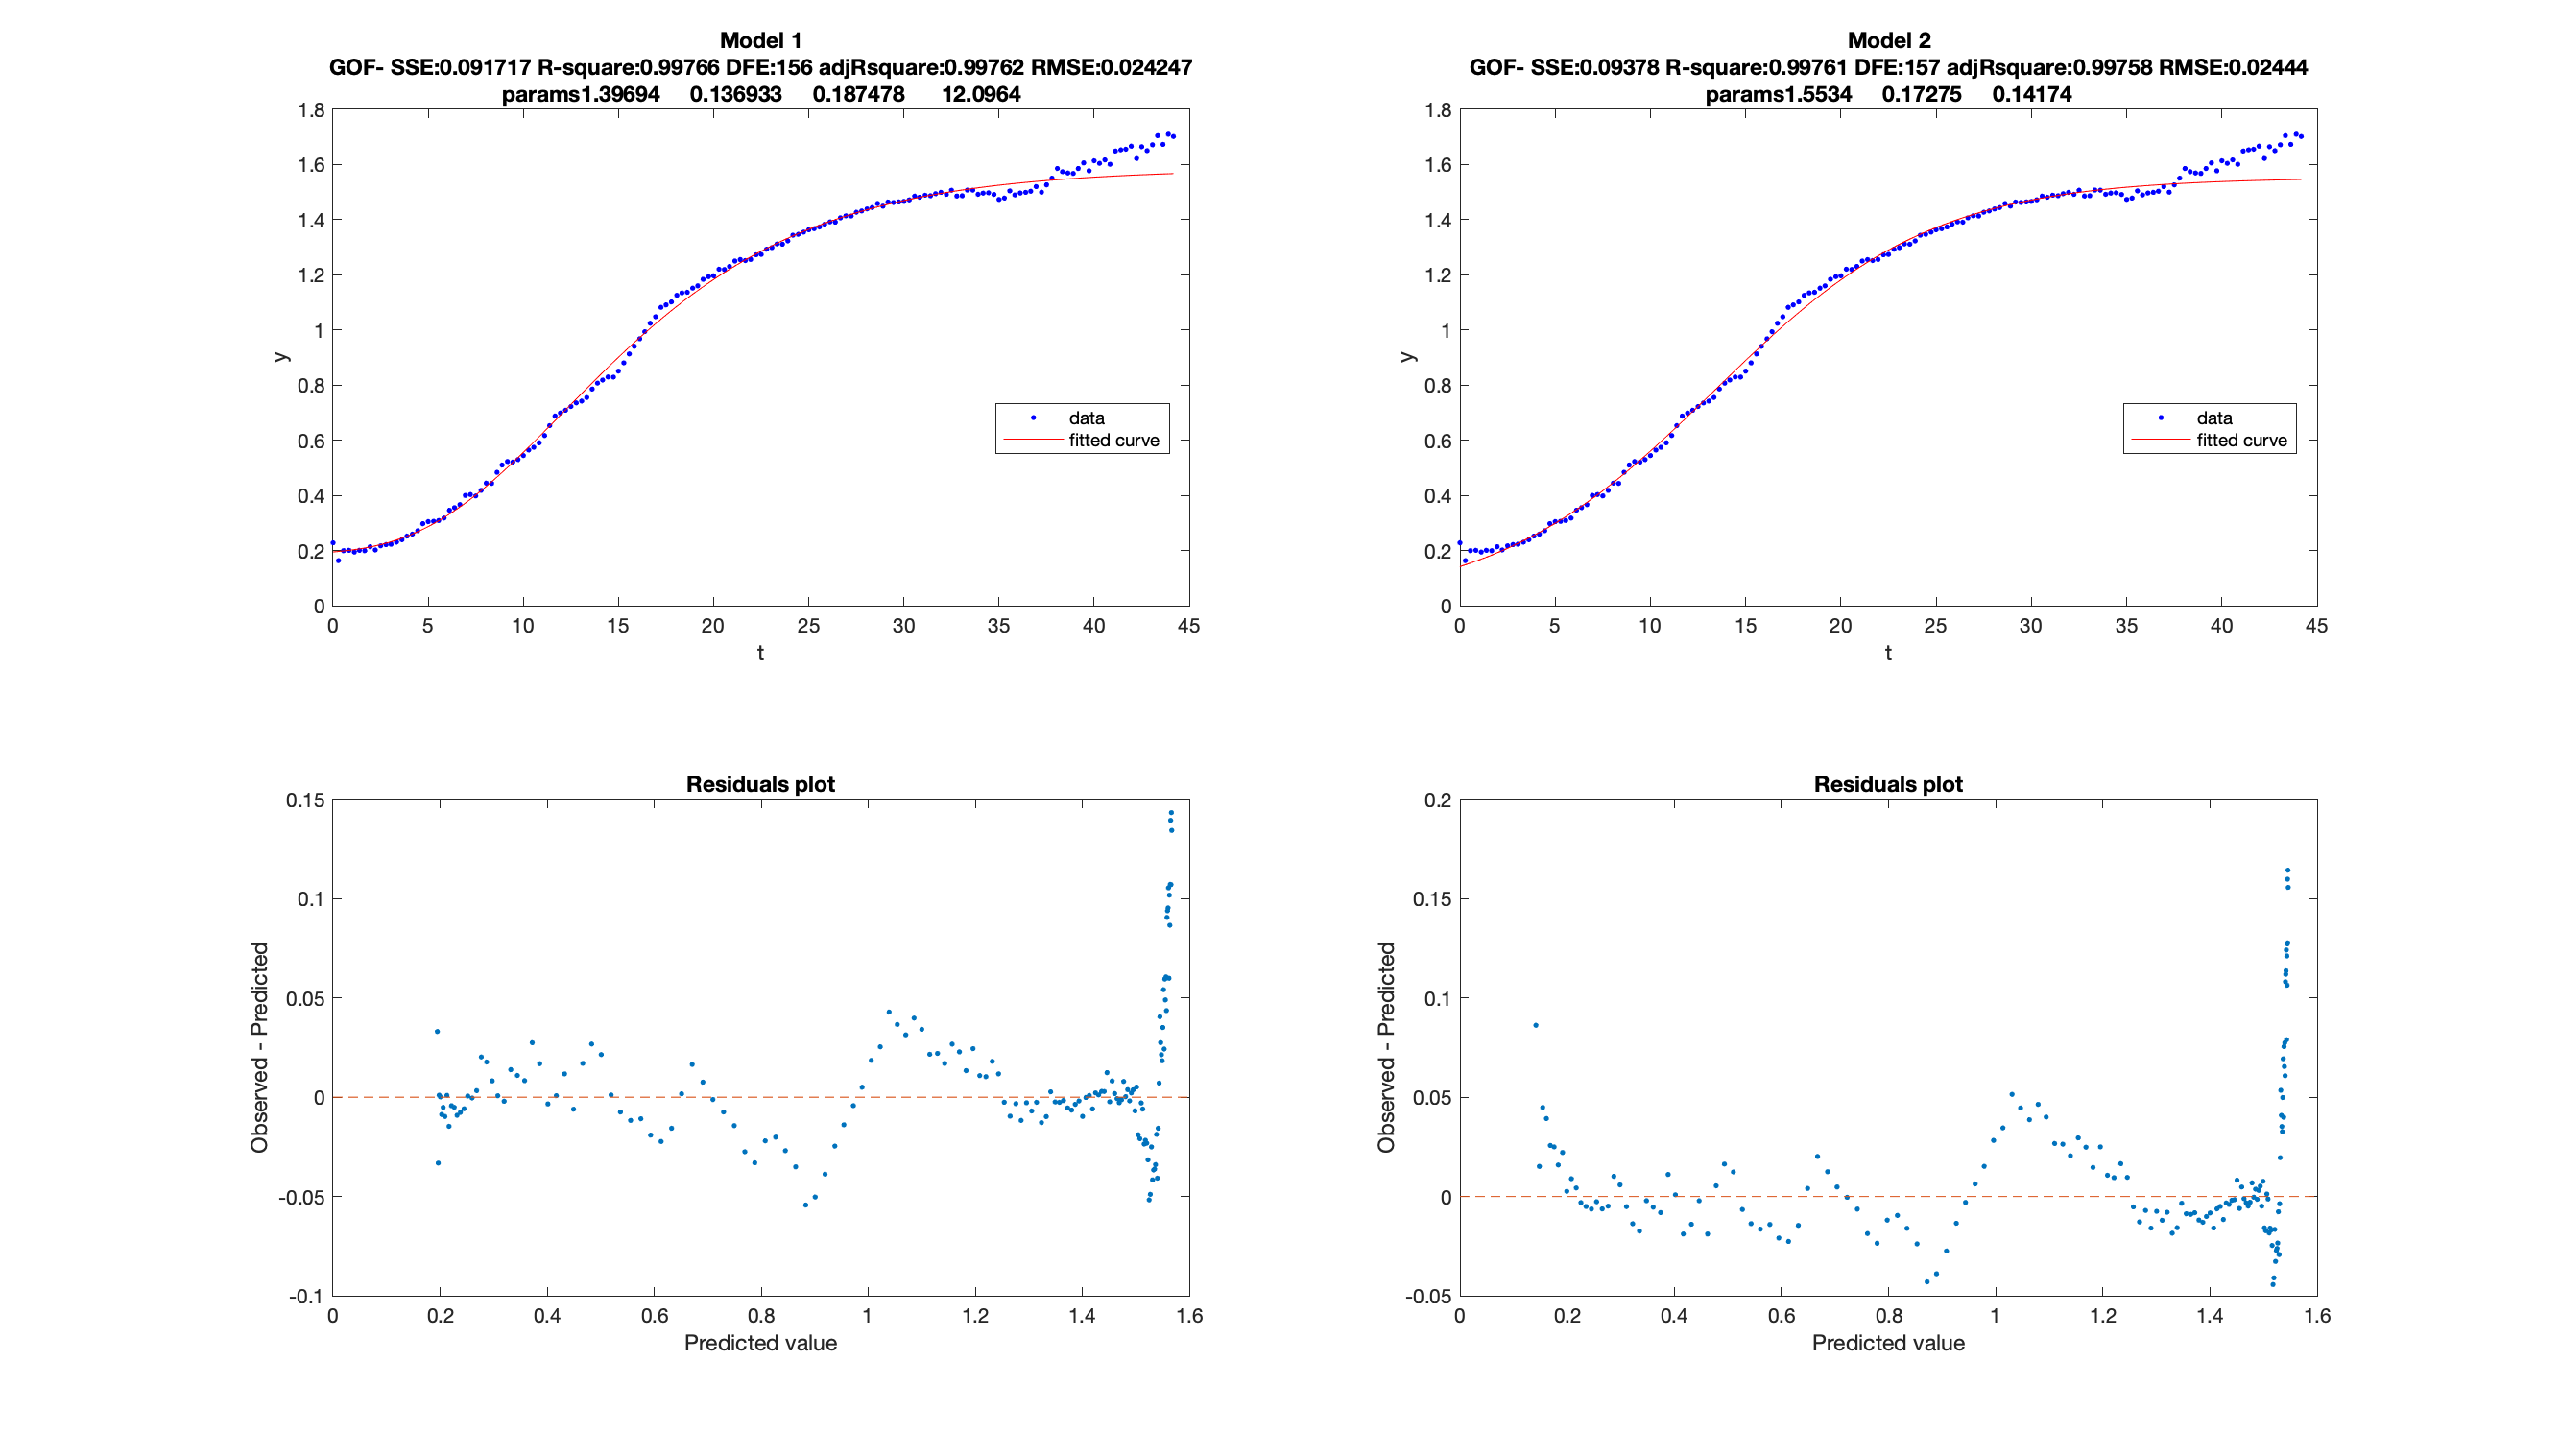 Model 1
GOF- SSE:0.091717 R-square:0.99766 DFE:156 adjRsquare:0.99762 RMSE:0.024247
params1.39694 0.136933 0.187478 12.0964
1.8
1.6
1.4
1.2
1
0.8
0.6
0.4
0.2
0
y
0 5 10 15 20 25 30 35 40 45
t
data
fitted curve
Model 2
GOF- SSE:0.09378 R-square:0.99761 DFE:157 adjRsquare:0.99758 RMSE:0.02444
params1.5534 0.17275 0.14174
1.8
1.6
1.4
1.2
1
0.8
0.6
0.4
0.2
0
y
0 5 10 15 20 25 30 35 40 45
t
data
fitted curve
Residuals plot
0.15
0.1
0.05
0
-0.05
-0.1
Observed - Predicted
0 0.2 0.4 0.6 0.8 1 1.2 1.4 1.6
Predicted value
Residuals plot
0.2
0.15
0.1
0.05
0
-0.05
Observed - Predicted
0 0.2 0.4 0.6 0.8 1 1.2 1.4 1.6
Predicted value